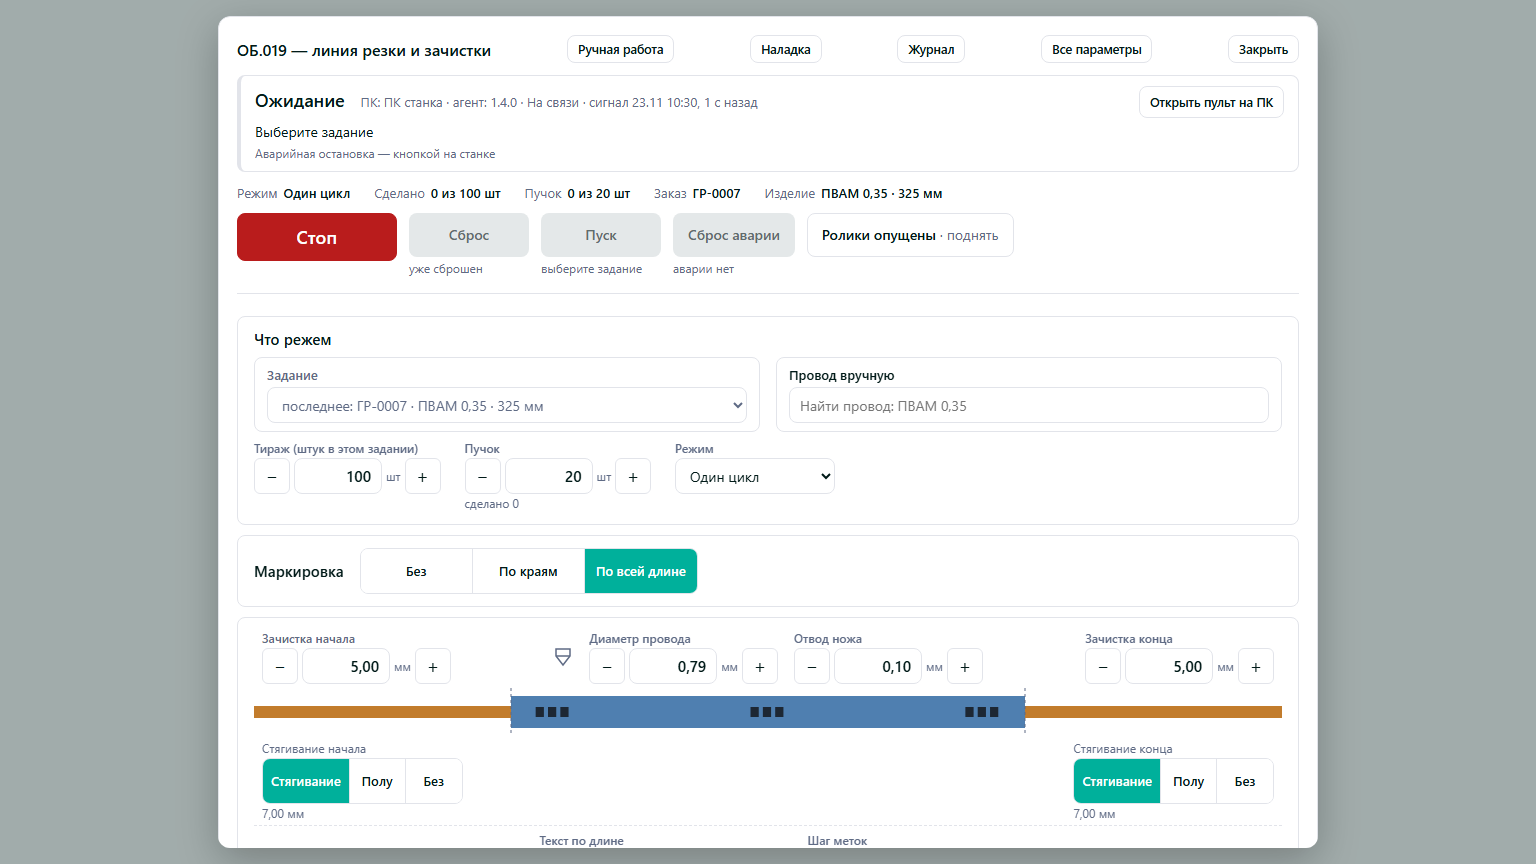 ОБ.019 — линия резки и зачистки
Ручная работа
Наладка
Журнал
Все параметры
Закрыть
Ожидание
ПК: ПК станка · агент: 1.4.0 · На связи · сигнал 23.11 10:30, 1 с назад
Открыть пульт на ПК
Выберите задание
Аварийная остановка — кнопкой на станке
Режим Один цикл
Сделано 0 из 100 шт
Пучок 0 из 20 шт
Заказ ГР-0007
Изделие ПВАМ 0,35 · 325 мм
Стоп
Сброс
Пуск
Сброс аварии
Ролики опущены · поднять
уже сброшен
выберите задание
аварии нет
Что режем
Задание
последнее: ГР-0007 · ПВАМ 0,35 · 325 мм
Провод вручную
Найти провод: ПВАМ 0,35
Тираж (штук в этом задании)
Пучок
Режим
− 100 шт +
− 20 шт +
Один цикл
сделано 0
Маркировка
Без
По краям
По всей длине
Зачистка начала
Диаметр провода
Отвод ножа
Зачистка конца
− 5,00 мм +
− 0,79 мм +
− 0,10 мм +
− 5,00 мм +
Стягивание начала
Стягивание конца
Стягивание
Полу
Без
Стягивание
Полу
Без
7,00 мм
7,00 мм
Текст по длине
Шаг меток